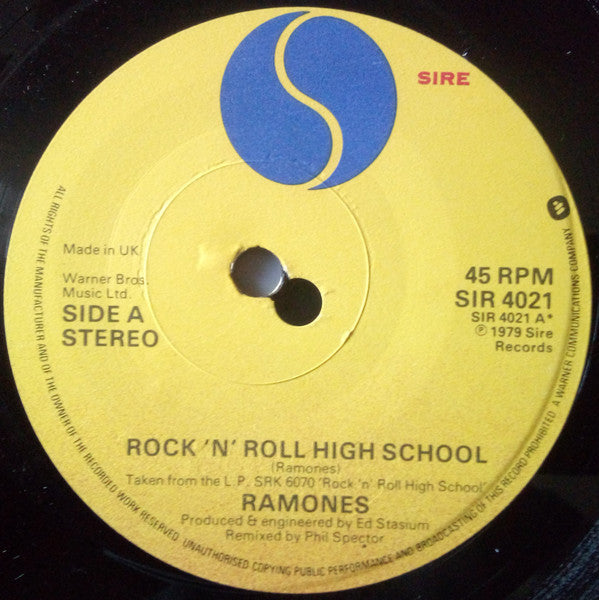 SIRE
Made in UK
Warner Bros.
Music Ltd.
SIDE A
STEREO
45 RPM
SIR 4021
SIR 4021 A*
℗ 1979 Sire
Records
ROCK 'N' ROLL HIGH SCHOOL
(Ramones)
Taken from the L.P. SRK 6070 'Rock 'n' Roll High School'
RAMONES
Produced & engineered by Ed Stasium
Remixed by Phil Spector
ALL RIGHTS OF THE MANUFACTURER AND OF THE OWNER OF THE RECORDED WORK RESERVED. UNAUTHORISED COPYING PUBLIC PERFORMANCE AND BROADCASTING OF THIS RECORD PROHIBITED. A WARNER COMMUNICATIONS COMPANY.